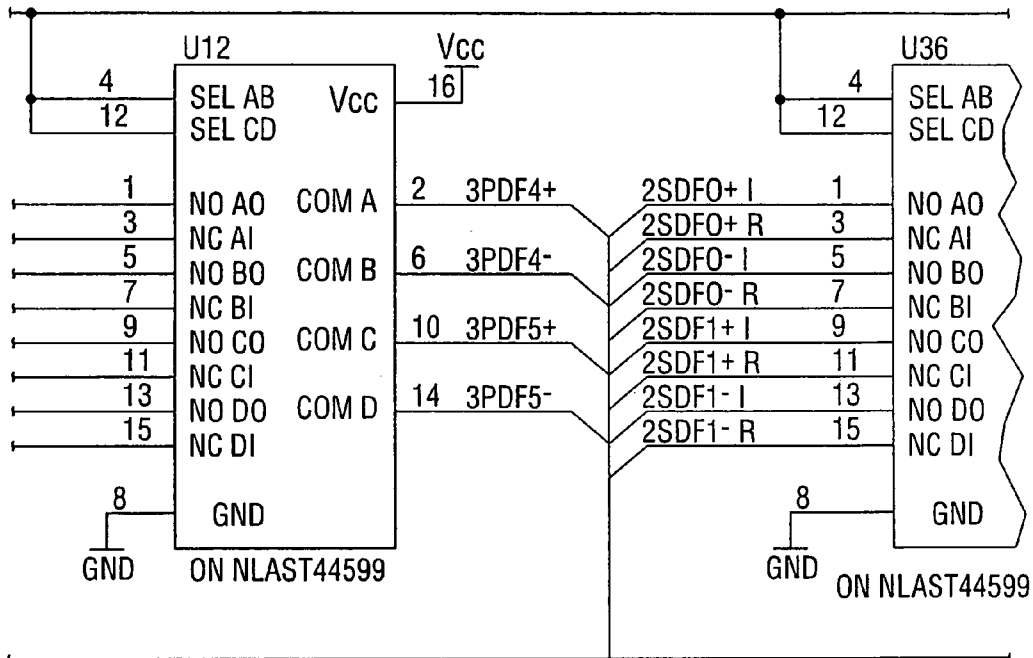 U12
Vcc
U36
4
SEL AB
Vcc
16
4
SEL AB
12
SEL CD
12
SEL CD
1
NO AO
COM A
2
3PDF4+
2SDF0+ I
1
NO AO
3
NC AI
2SDF0+ R
3
NC AI
5
NO BO
COM B
6
3PDF4-
2SDF0- I
5
NO BO
7
NC BI
2SDF0- R
7
NC BI
9
NO CO
COM C
10
3PDF5+
2SDF1+ I
9
NO CO
11
NC CI
2SDF1+ R
11
NC CI
13
NO DO
COM D
14
3PDF5-
2SDF1- I
13
NO DO
15
NC DI
2SDF1- R
15
NC DI
8
GND
8
GND
GND
ON NLAST44599
GND
ON NLAST44599